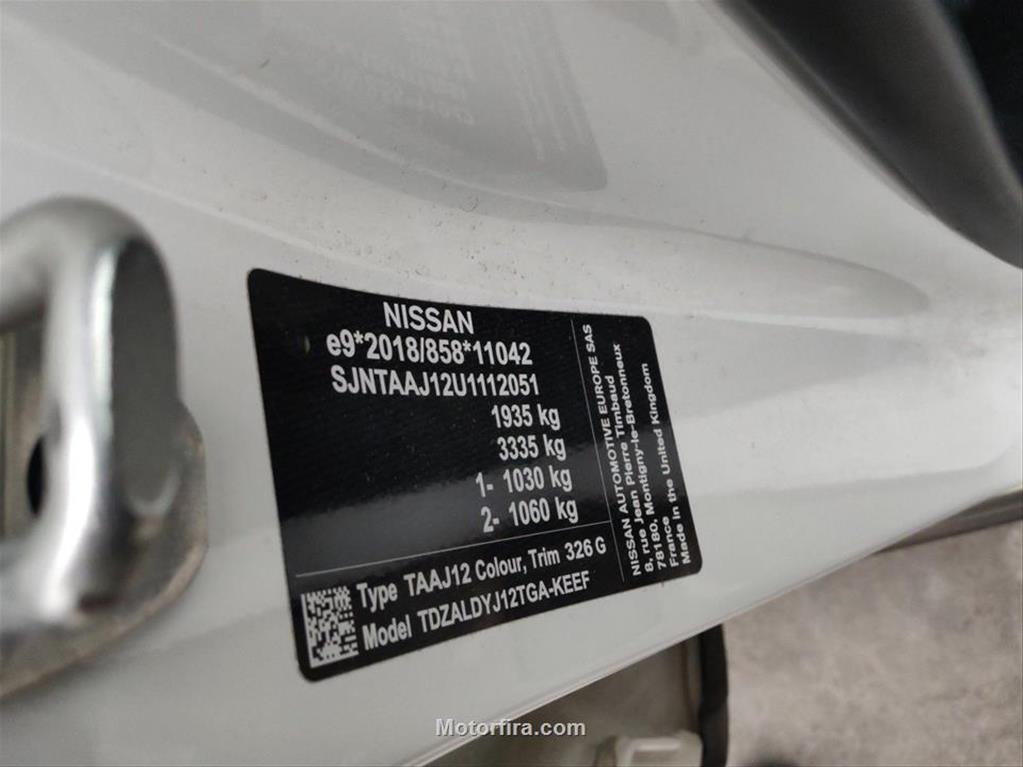 NISSAN
e9*2018/858*11042
SJNTAAJ12U1112051
1935 kg
3335 kg
1- 1030 kg
2- 1060 kg
Type TAAJ12 Colour, Trim 326 G
Model TDZALDYJ12TGA-KEEF
NISSAN AUTOMOTIVE EUROPE SAS
8, rue Jean Pierre Timbaud
78180, Montigny-le-Bretonneux
France
Made in the United Kingdom
Motorfira.com